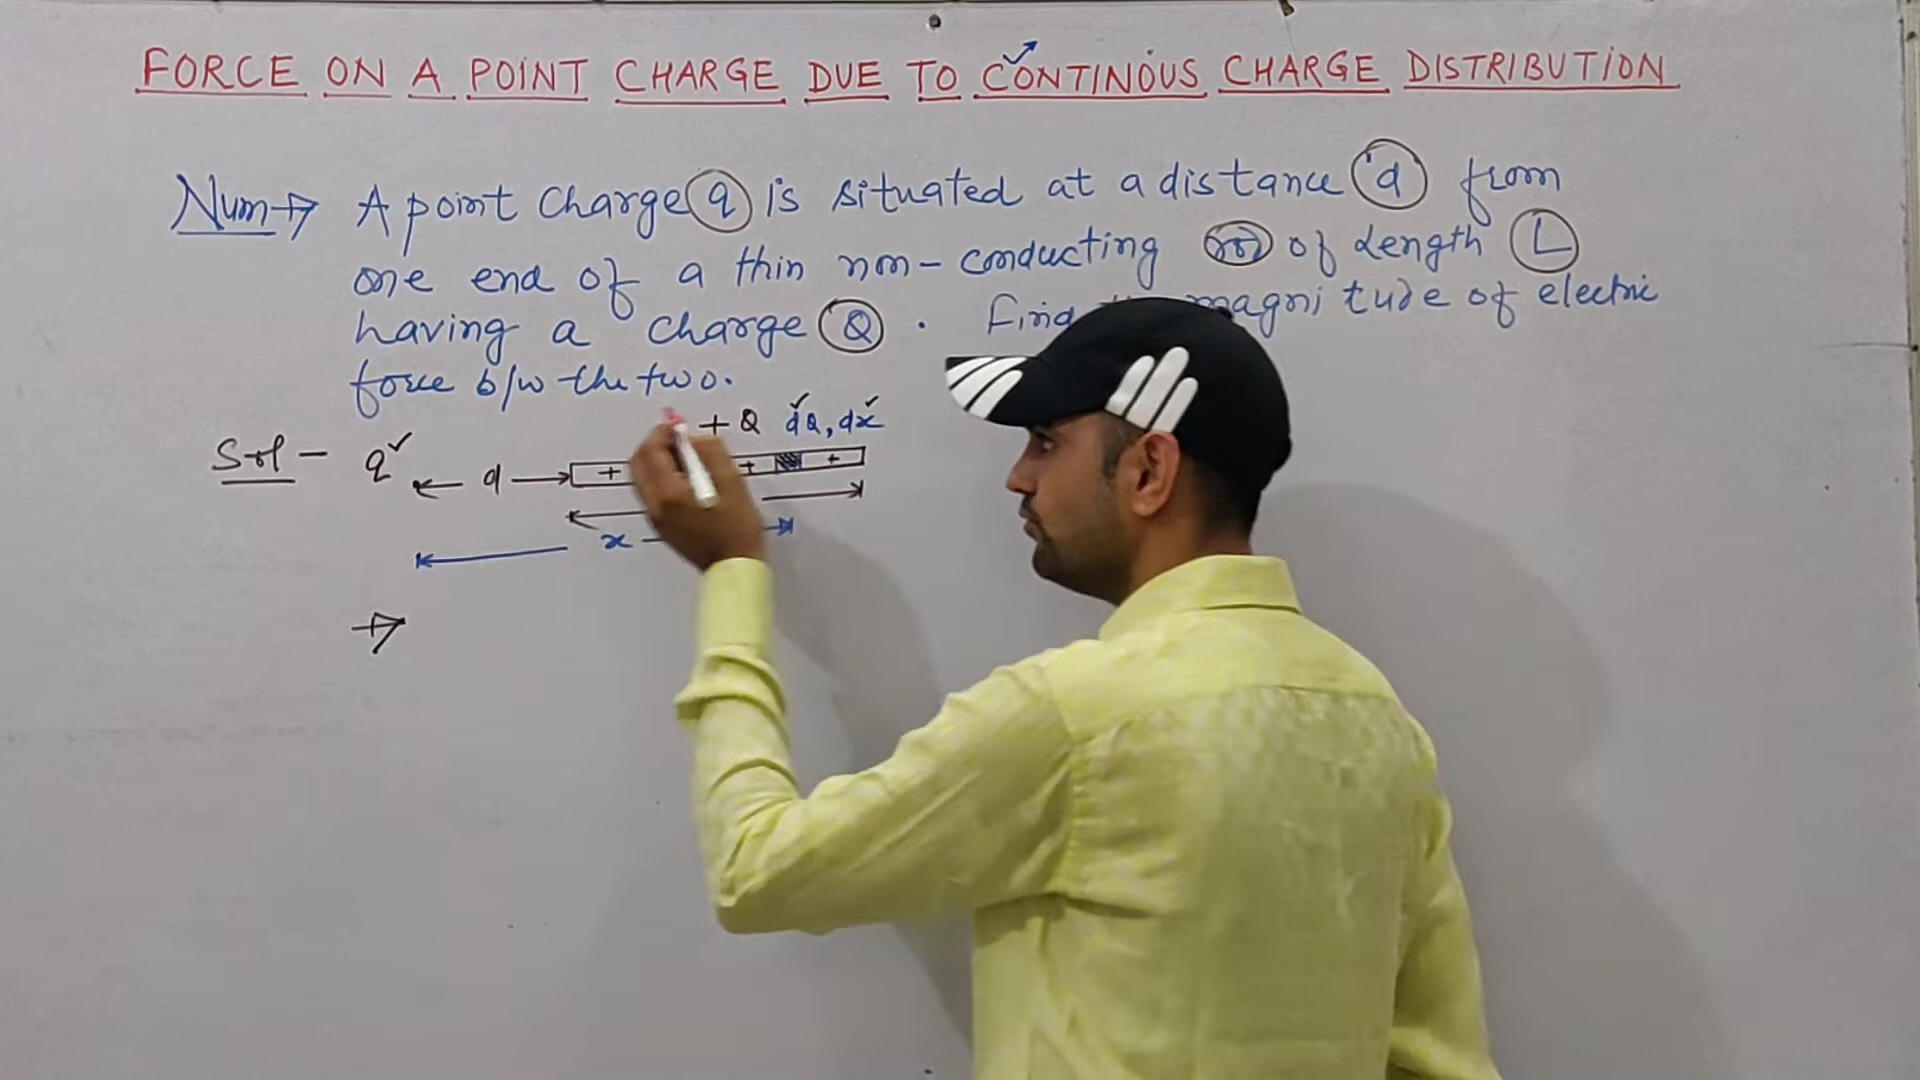 FORCE ON A POINT CHARGE DUE TO CONTINOUS CHARGE DISTRIBUTION
Num→ A point charge q is situated at a distance 'd' from
one end of a thin non-conducting rod of Length L
having a charge Q. Find magnitude of electric
force b/w the two.
+Q dQ, dx
Sol - q d + + +
x